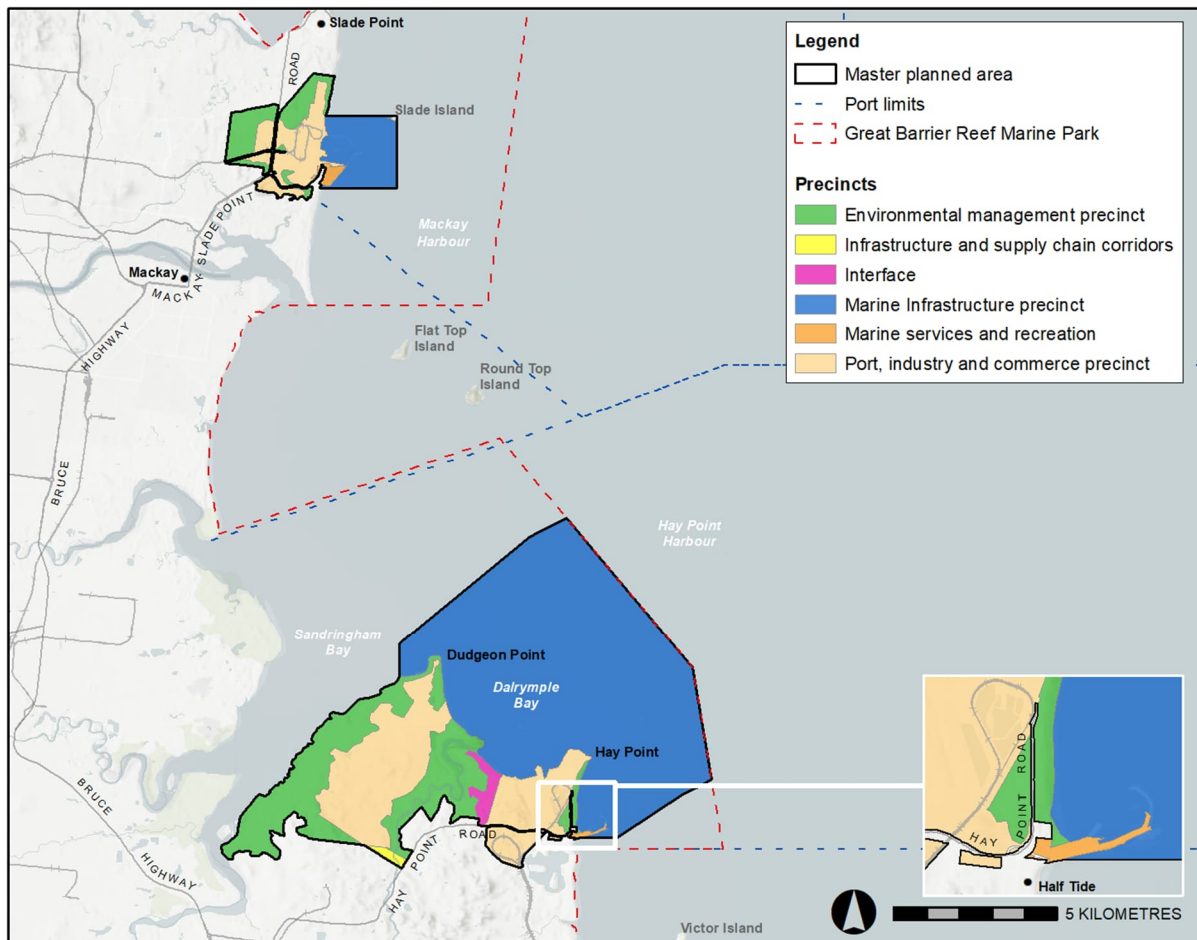 Slade Point
ROAD
Slade Island
Legend
Master planned area
Port limits
Great Barrier Reef Marine Park
Precincts
Environmental management precinct
Infrastructure and supply chain corridors
Interface
Marine Infrastructure precinct
Marine services and recreation
Port, industry and commerce precinct
MACKAY-SLADE POINT
Mackay
Harbour
Mackay
HIGHWAY
Flat Top
Island
Round Top
Island
BRUCE
Hay Point
Harbour
Sandringham
Bay
Dudgeon Point
Dalrymple
Bay
Hay Point
BRUCE
HIGHWAY
HAY POINT ROAD
HAY POINT ROAD
Half Tide
5 KILOMETRES
Victor Island